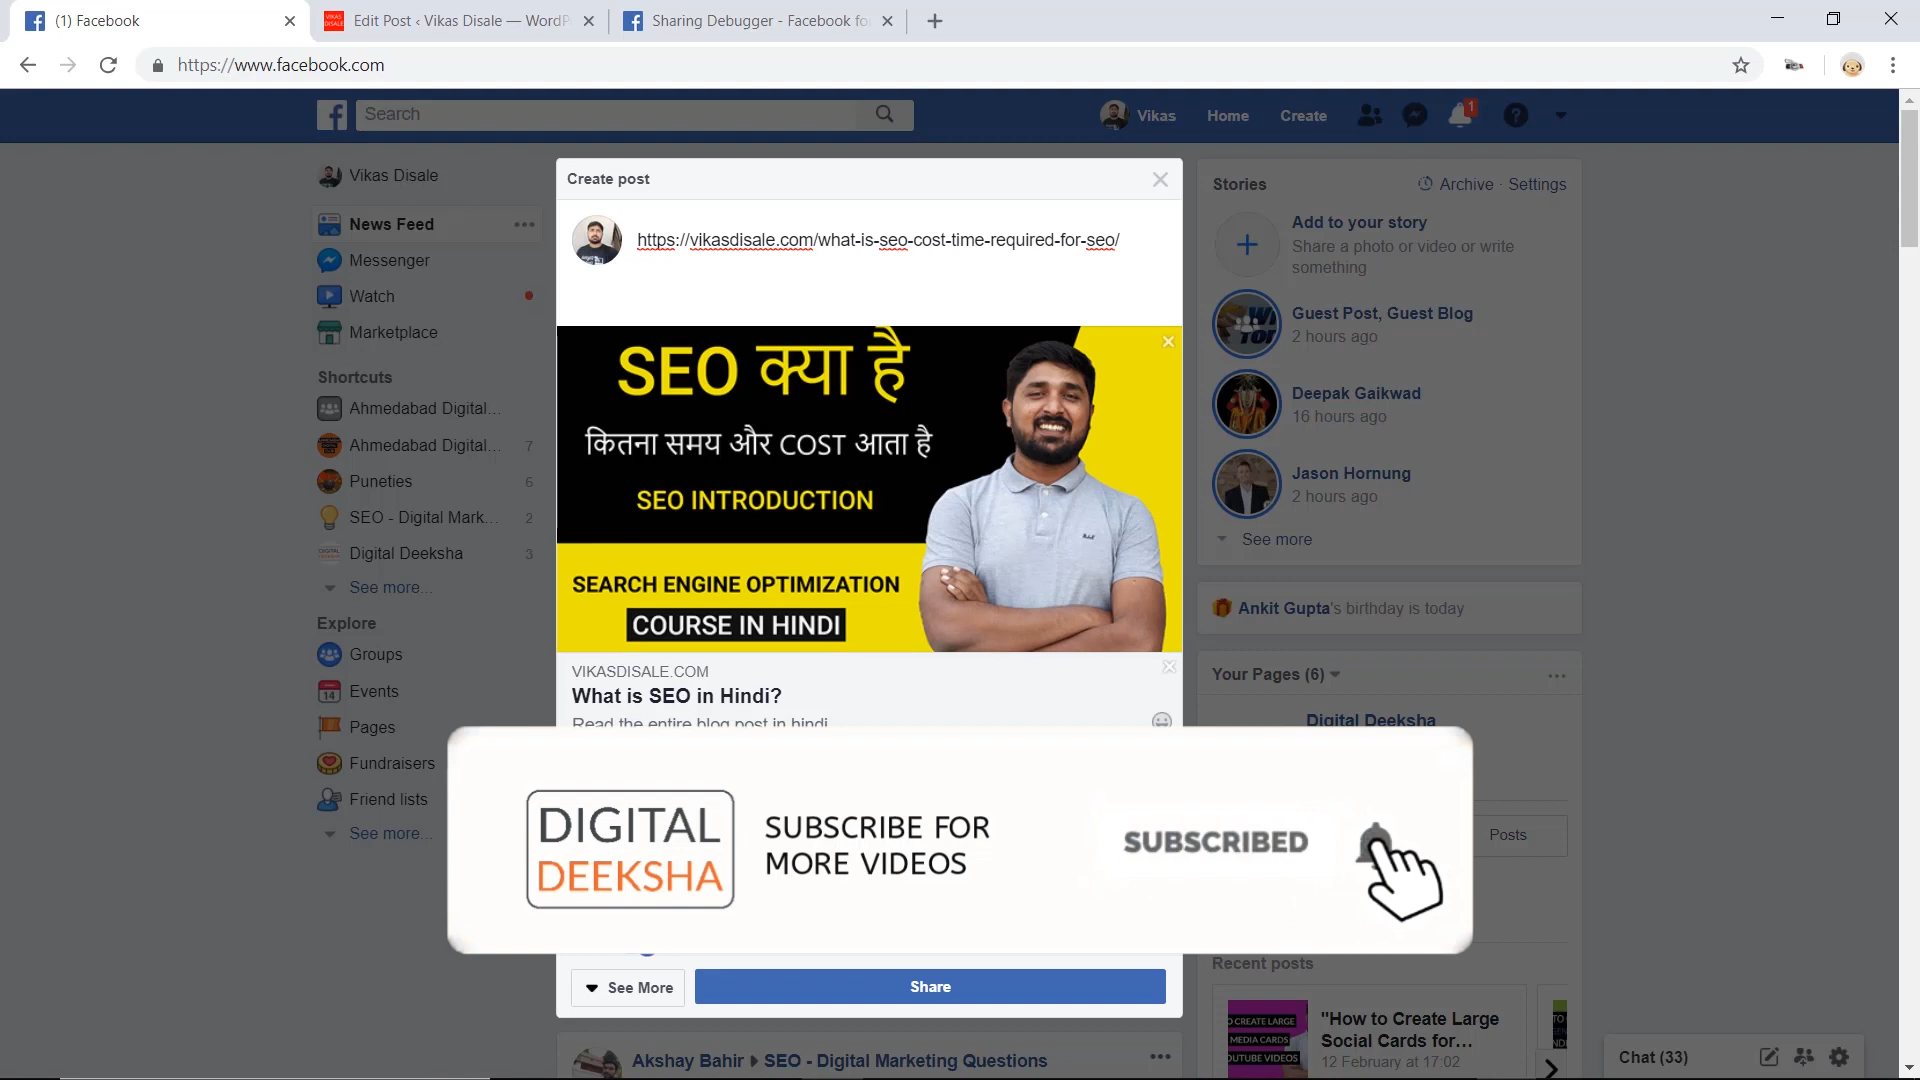 (1) Facebook
Edit Post ‹ Vikas Disale — WordP
Sharing Debugger - Facebook fo
https://www.facebook.com
Search
Vikas
Home
Create
1
Vikas Disale
News Feed
Messenger
Watch
Marketplace
Shortcuts
Ahmedabad Digital...
Ahmedabad Digital... 7
Puneties 6
SEO - Digital Mark... 2
Digital Deeksha 3
See more...
Explore
Groups
Events
Pages
Fundraisers
Friend lists
See more...
Create post
https://vikasdisale.com/what-is-seo-cost-time-required-for-seo/
SEO क्या है
कितना समय और COST आता है
SEO INTRODUCTION
SEARCH ENGINE OPTIMIZATION
COURSE IN HINDI
VIKASDISALE.COM
What is SEO in Hindi?
Read the entire blog post in hindi
DIGITAL
DEEKSHA
SUBSCRIBE FOR
MORE VIDEOS
SUBSCRIBED
See More
Share
Akshay Bahir SEO - Digital Marketing Questions
Stories
Archive · Settings
Add to your story
Share a photo or video or write
something
Guest Post, Guest Blog
2 hours ago
Deepak Gaikwad
16 hours ago
Jason Hornung
2 hours ago
See more
Ankit Gupta's birthday is today
Your Pages (6)
Digital Deeksha
Posts
Recent posts
CREATE LARGE
MEDIA CARDS
"How to Create Large
Social Cards for...
12 February at 17:02
Chat (33)